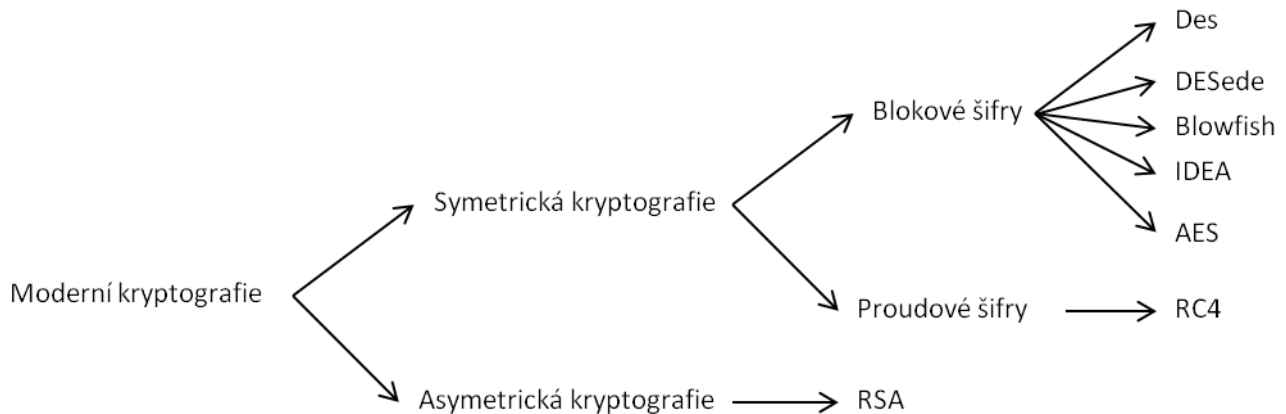 Des
DESede
Blokové šifry
Blowfish
IDEA
Symetrická kryptografie
AES
Moderní kryptografie
Proudové šifry
RC4
Asymetrická kryptografie
RSA